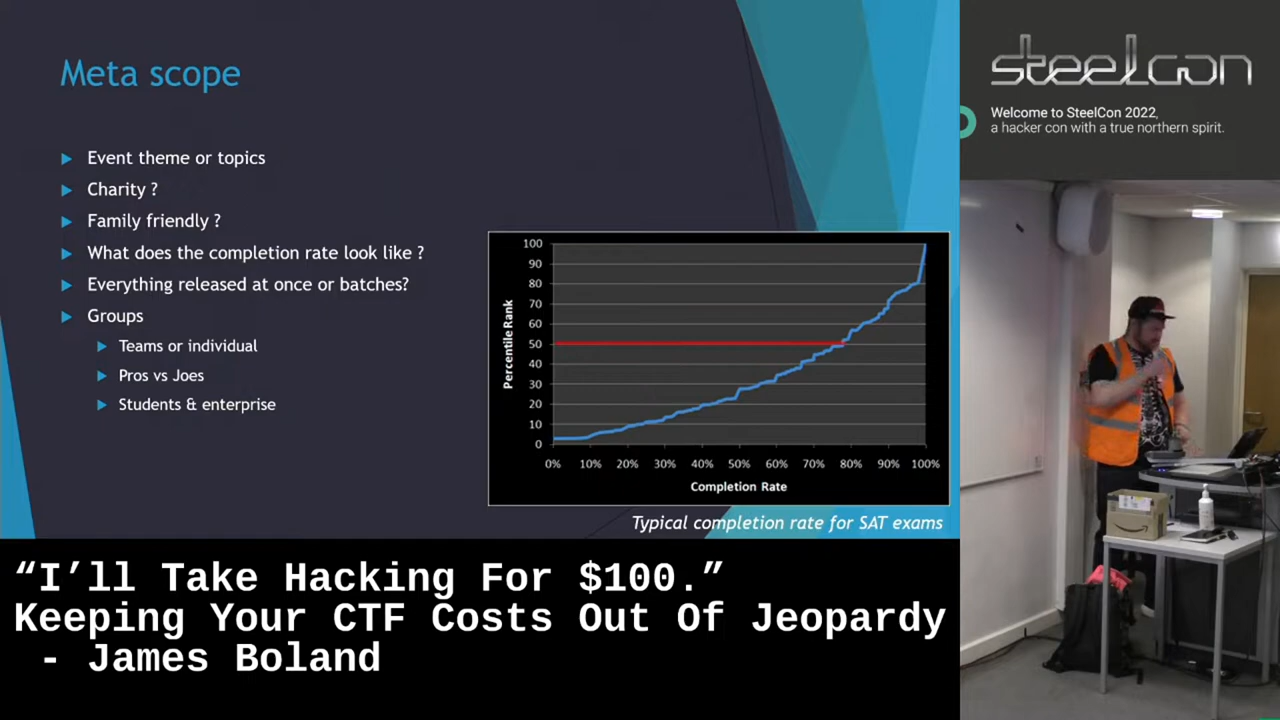 Meta scope
Event theme or topics
Charity ?
Family friendly ?
What does the completion rate look like ?
Everything released at once or batches?
Groups
Teams or individual
Pros vs Joes
Students & enterprise
Percentile Rank
100
90
80
70
60
50
40
30
20
10
0
0% 10% 20% 30% 40% 50% 60% 70% 80% 90% 100%
Completion Rate
Typical completion rate for SAT exams
steelcon
Welcome to SteelCon 2022,
a hacker con with a true northern spirit.
“I’ll Take Hacking For $100.”
Keeping Your CTF Costs Out Of Jeopardy
- James Boland